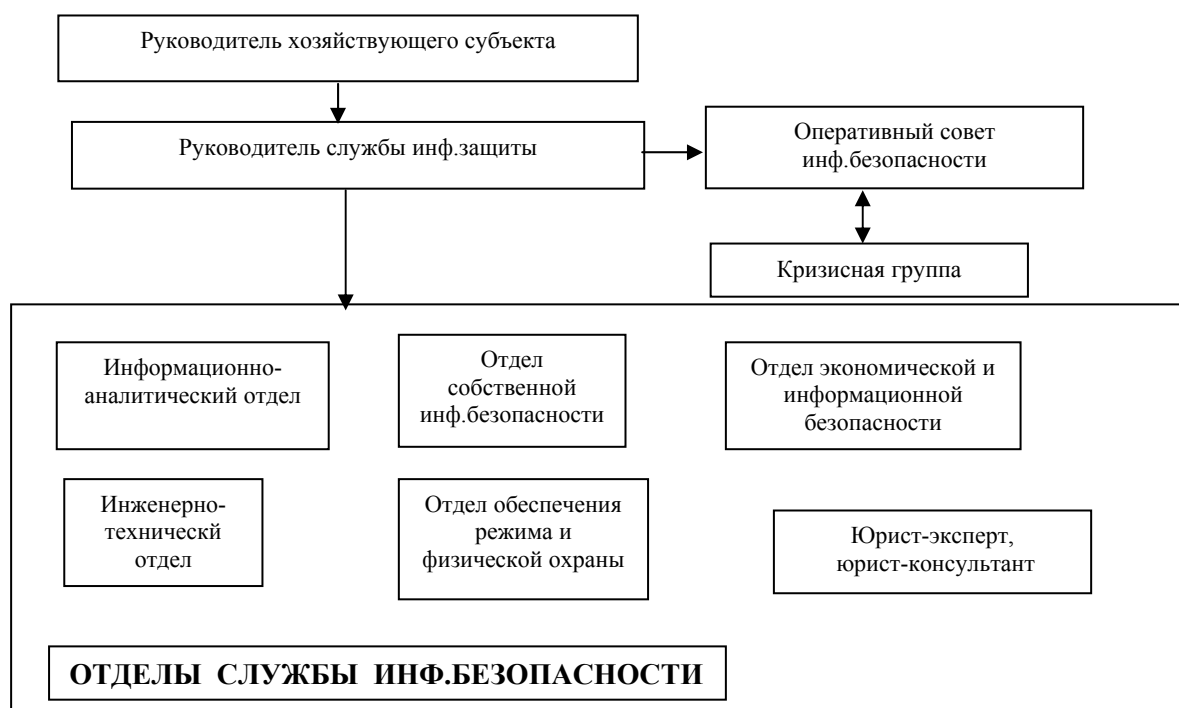 Руководитель хозяйствующего субъекта
Руководитель службы инф.защиты
Оперативный совет
инф.безопасности
Кризисная группа
Информационно-
аналитический отдел
Отдел
собственной
инф.безопасности
Отдел экономической и
информационной
безопасности
Инженерно-
техническй
отдел
Отдел обеспечения
режима и
физической охраны
Юрист-эксперт,
юрист-консультант
ОТДЕЛЫ СЛУЖБЫ ИНФ.БЕЗОПАСНОСТИ